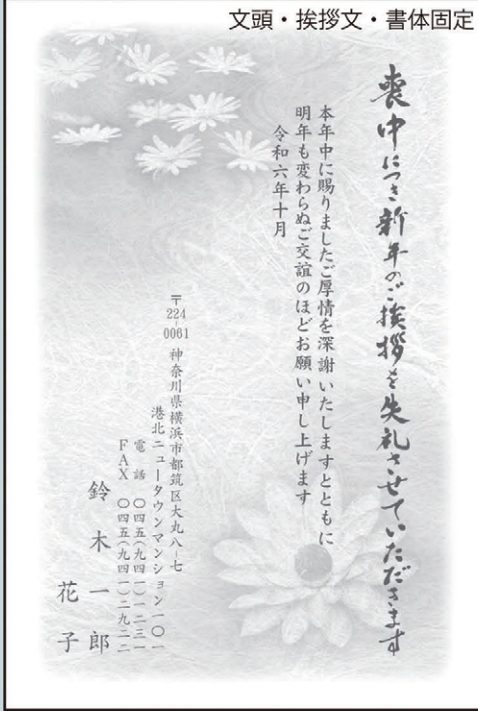 文頭・挨拶文・書体固定
喪中につき新年のご挨拶を失礼させていただきます
本年中に賜りましたご厚情を深謝いたしますとともに
明年も変わらぬご交誼のほどお願い申し上げます
令和六年十月
〒224-0061 神奈川県横浜市都筑区大丸八-七
港北ニュータウンマンション一〇一
電話 〇四五(九四一)一二三一
FAX 〇四五(九四一)二九二二
鈴木 一郎
花子